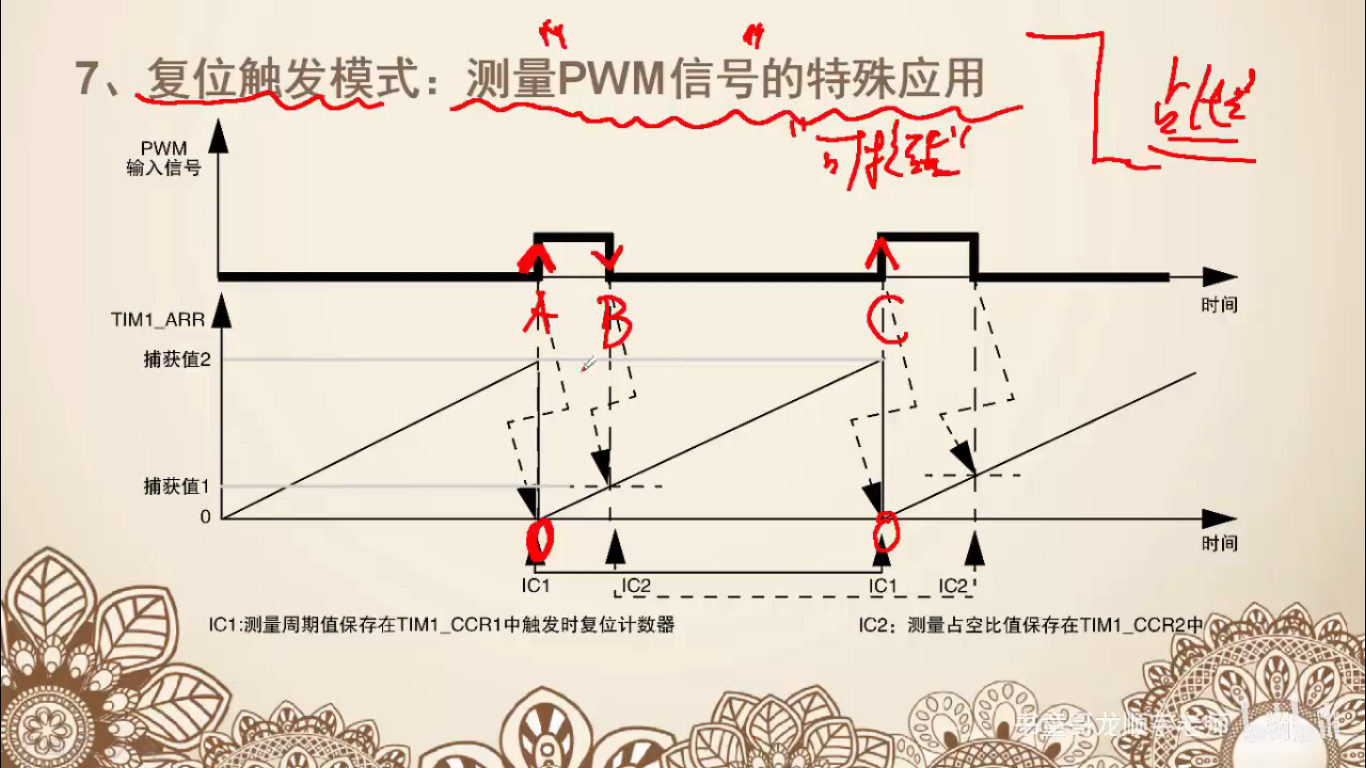 7、复位触发模式：测量PWM信号的特殊应用
PWM
输入信号
时间
A
B
C
TIM1_ARR
捕获值2
捕获值1
0
0
0
时间
IC1
IC2
IC1
IC2
IC1:测量周期值保存在TIM1_CCR1中触发时复位计数器
IC2：测量占空比值保存在TIM1_CCR2中